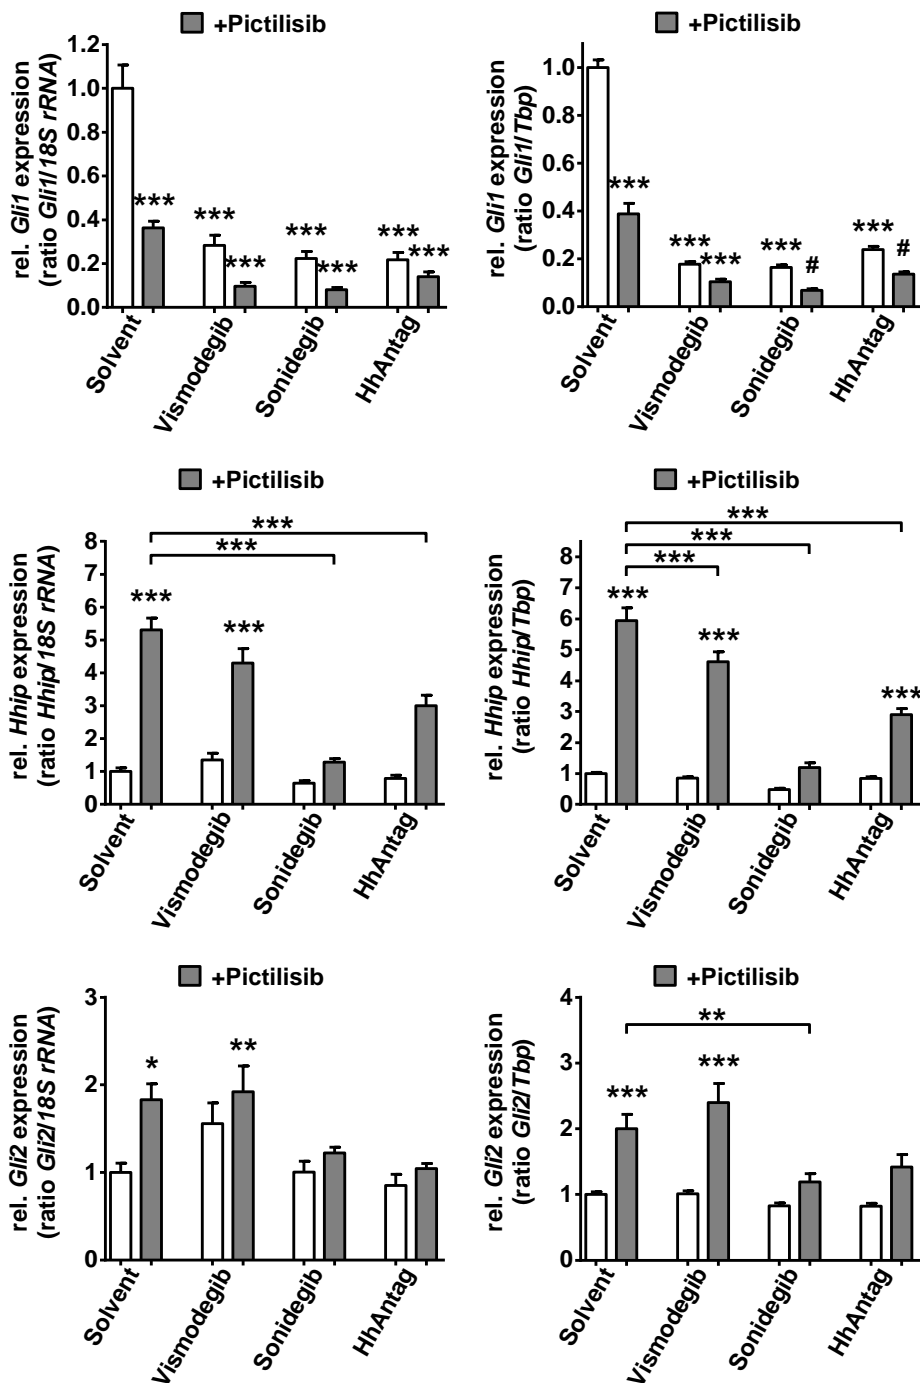 +Pictilisib
rel. Gli1 expression
(ratio Gli1/18S rRNA)
1.2
1.0
0.8
0.6
0.4
0.2
0.0
***
***
***
***
***
***
***
Solvent
Vismodegib
Sonidegib
HhAntag
+Pictilisib
rel. Gli1 expression
(ratio Gli1/Tbp)
1.0
0.8
0.6
0.4
0.2
0.0
***
***
***
***
#
***
#
Solvent
Vismodegib
Sonidegib
HhAntag
+Pictilisib
rel. Hhip expression
(ratio Hhip/18S rRNA)
8
7
6
5
4
3
2
1
0
***
***
***
***
Solvent
Vismodegib
Sonidegib
HhAntag
+Pictilisib
rel. Hhip expression
(ratio Hhip/Tbp)
8
7
6
5
4
3
2
1
0
***
***
***
***
***
***
Solvent
Vismodegib
Sonidegib
HhAntag
+Pictilisib
rel. Gli2 expression
(ratio Gli2/18S rRNA)
3
2
1
0
*
**
Solvent
Vismodegib
Sonidegib
HhAntag
+Pictilisib
rel. Gli2 expression
(ratio Gli2/Tbp)
4
3
2
1
0
**
***
***
Solvent
Vismodegib
Sonidegib
HhAntag